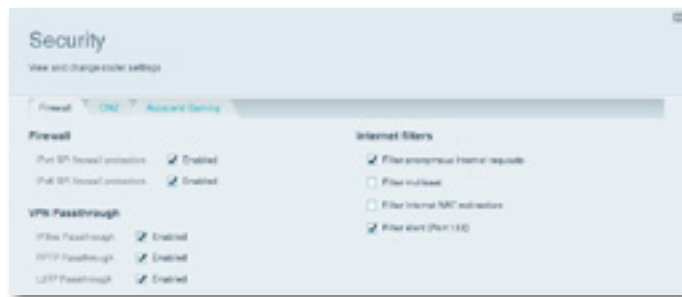 Security
View and change router settings
Firewall
DMZ
Apps and Gaming
Firewall
IPv4 SPI firewall protection Enabled
IPv6 SPI firewall protection Enabled
VPN Passthrough
IPSec Passthrough Enabled
PPTP Passthrough Enabled
L2TP Passthrough Enabled
Internet filters
Filter anonymous Internet requests
Filter multicast
Filter Internet NAT redirection
Filter ident (Port 113)